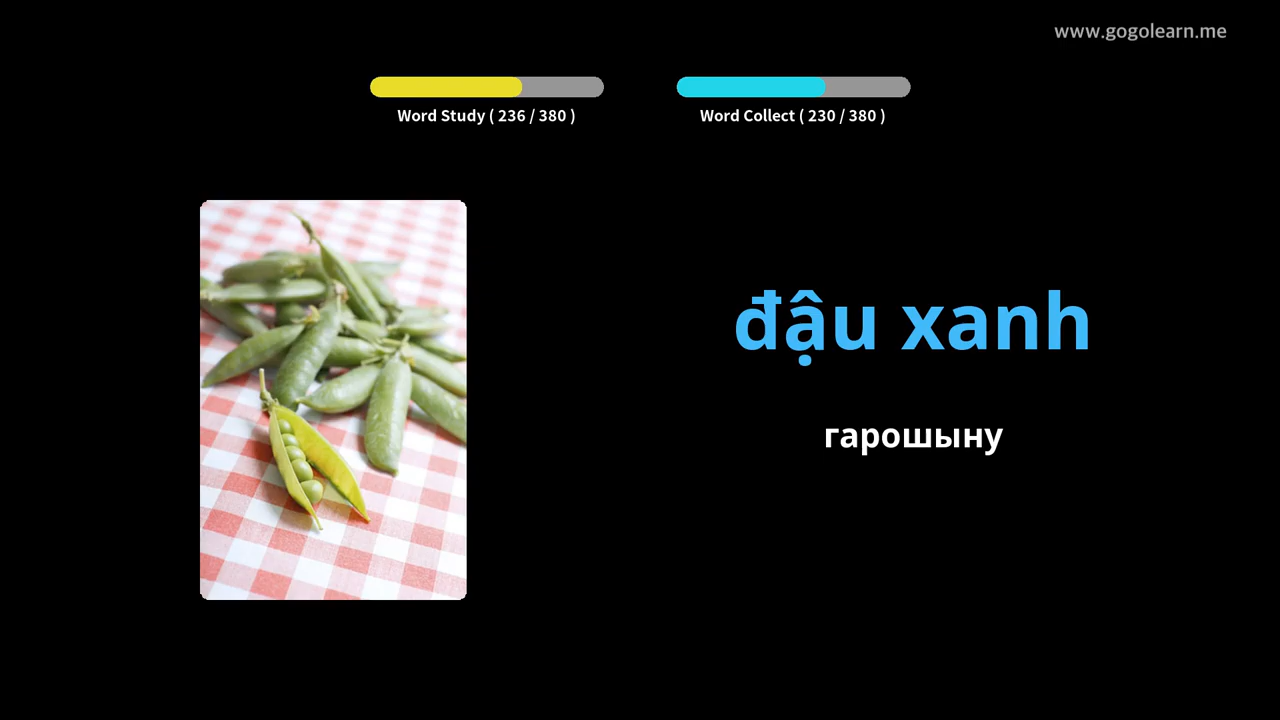 www.gogolearn.me
Word Study ( 236 / 380 )
Word Collect ( 230 / 380 )
đậu xanh
гарошыну